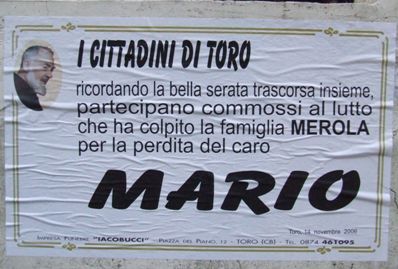 I CITTADINI DI TORO
ricordando la bella serata trascorsa insieme,
partecipano commossi al lutto
che ha colpito la famiglia MEROLA
per la perdita del caro
MARIO
Toro, 14 novembre 2006
IMPRESA FUNEBRE "IACOBUCCI" - PIAZZA DEL PIANO, 12 - TORO (CB) - TEL. 0874 461095